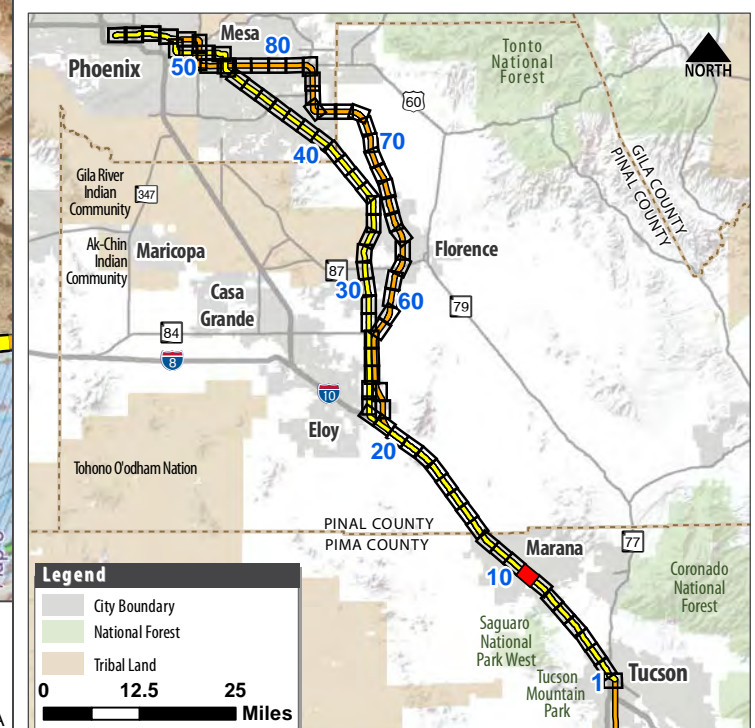 Mesa
80
Phoenix
50
Tonto
National
Forest
NORTH
60
70
40
GILA COUNTY
PINAL COUNTY
Gila River
Indian
Community
347
Ak-Chin
Indian
Community
Maricopa
Florence
87
30
60
Casa
Grande
79
84
8
10
Eloy
20
Tohono O'odham Nation
PINAL COUNTY
PIMA COUNTY
77
Marana
10
Coronado
National
Forest
Saguaro
National
Park West
Tucson
Mountain
Park
1
Tucson
Legend
City Boundary
National Forest
Tribal Land
0 12.5 25
Miles
A